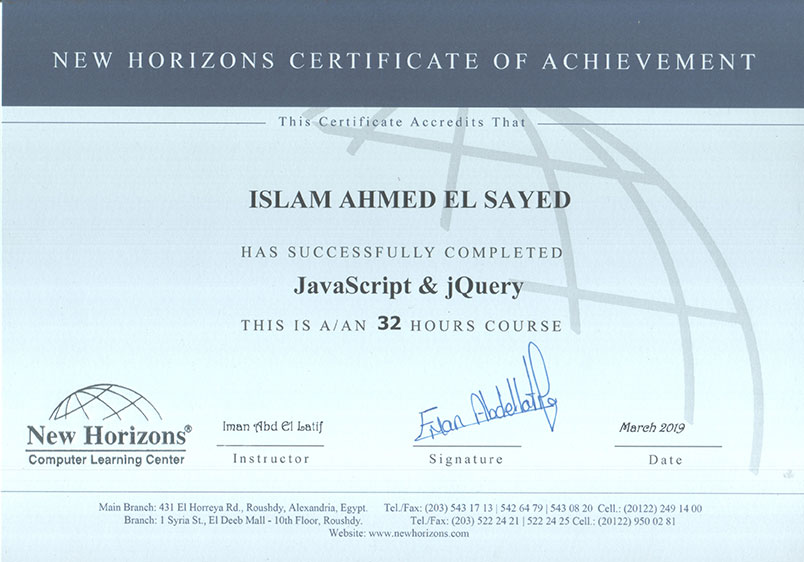 NEW HORIZONS CERTIFICATE OF ACHIEVEMENT
This Certificate Accredits That
ISLAM AHMED EL SAYED
HAS SUCCESSFULLY COMPLETED
JavaScript & jQuery
THIS IS A/AN 32 HOURS COURSE
New Horizons®
Computer Learning Center
Iman Abd El Latif
Instructor
Eman Abdellatif
Signature
March 2019
Date
Main Branch: 431 El Horreya Rd., Roushdy, Alexandria, Egypt. Tel./Fax: (203) 543 17 13 | 542 64 79 | 543 08 20 Cell.: (20122) 249 14 00
Branch: 1 Syria St., El Deeb Mall - 10th Floor, Roushdy. Tel./Fax: (203) 522 24 21 | 522 24 25 Cell.: (20122) 950 02 81
Website: www.newhorizons.com